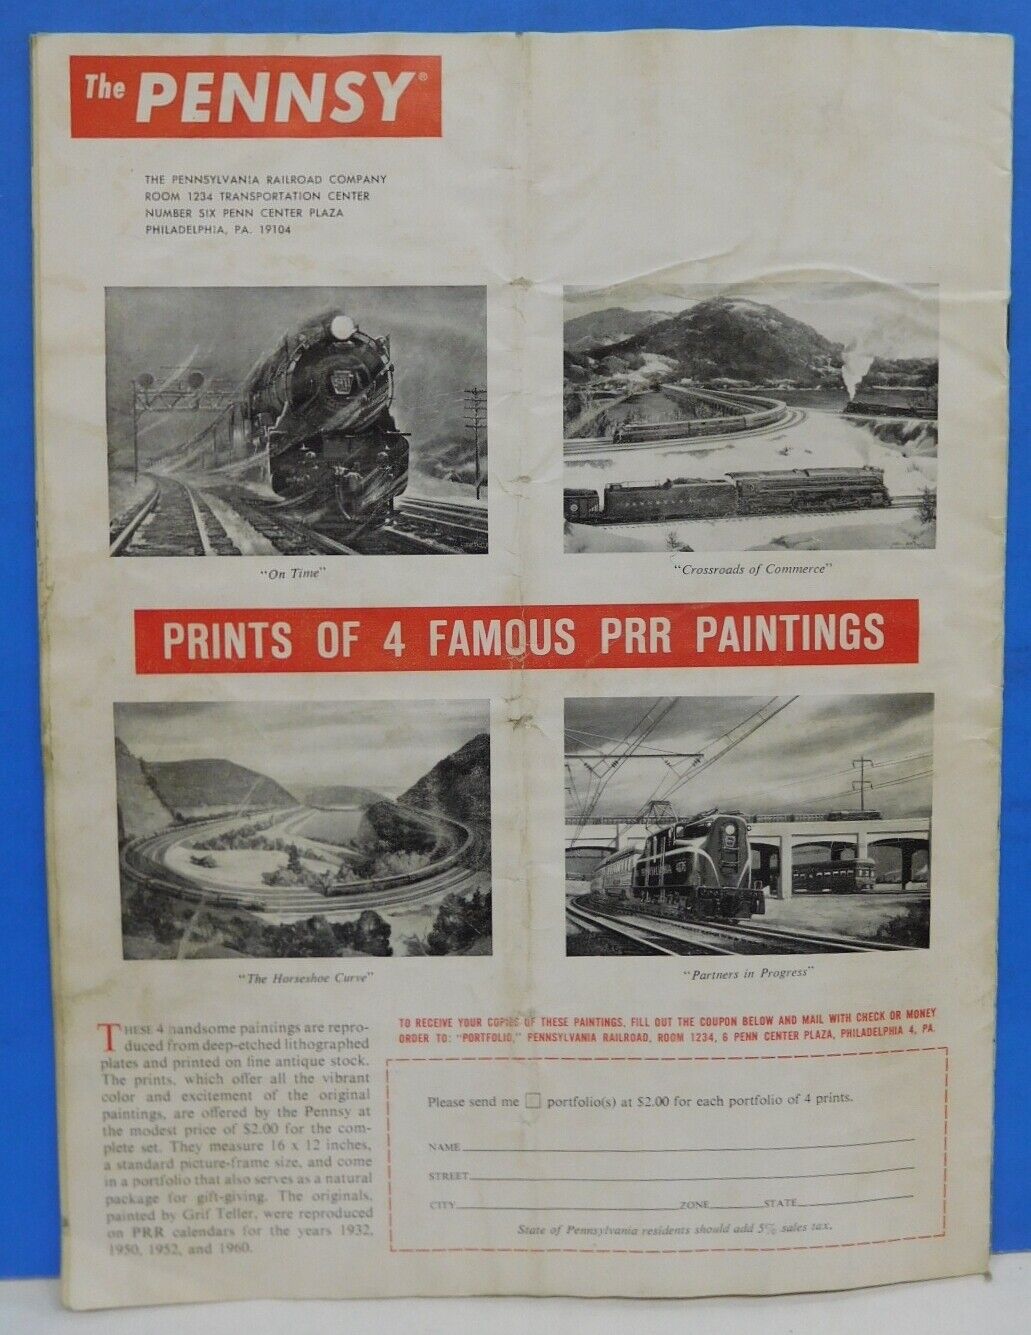 The PENNSY®
THE PENNSYLVANIA RAILROAD COMPANY
ROOM 1234 TRANSPORTATION CENTER
NUMBER SIX PENN CENTER PLAZA
PHILADELPHIA, PA. 19104
"On Time"
"Crossroads of Commerce"
PRINTS OF 4 FAMOUS PRR PAINTINGS
"The Horseshoe Curve"
"Partners in Progress"
THESE 4 handsome paintings are repro-
duced from deep-etched lithographed
plates and printed on fine antique stock.
The prints, which offer all the vibrant
color and excitement of the original
paintings, are offered by the Pennsy at
the modest price of $2.00 for the com-
plete set. They measure 16 x 12 inches,
a standard picture-frame size, and come
in a portfolio that also serves as a natural
package for gift-giving. The originals,
painted by Grif Teller, were reproduced
on PRR calendars for the years 1932,
1950, 1952, and 1960.
TO RECEIVE YOUR COPIES OF THESE PAINTINGS, FILL OUT THE COUPON BELOW AND MAIL WITH CHECK OR MONEY
ORDER TO: "PORTFOLIO," PENNSYLVANIA RAILROAD, ROOM 1234, 6 PENN CENTER PLAZA, PHILADELPHIA 4, PA.
Please send me portfolio(s) at $2.00 for each portfolio of 4 prints.
NAME
STREET
CITY ZONE STATE
State of Pennsylvania residents should add 5% sales tax.